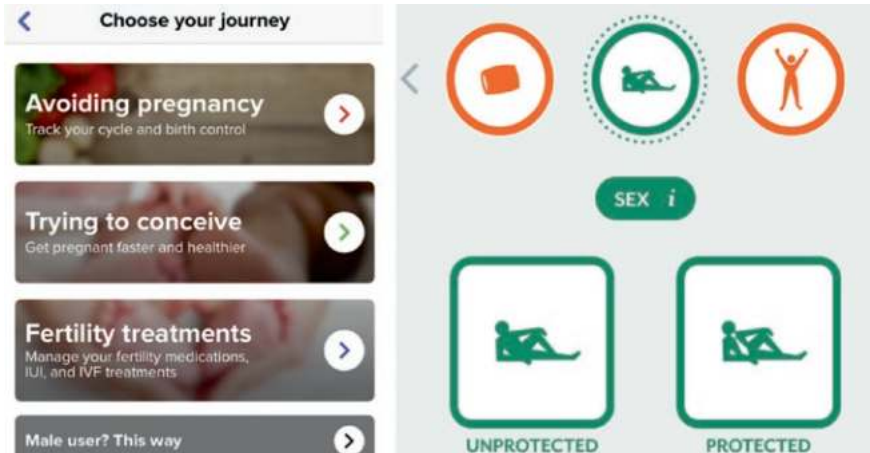 Choose your journey
Avoiding pregnancy
Track your cycle and birth control
Trying to conceive
Get pregnant faster and healthier
Fertility treatments
Manage your fertility medications,
IUI, and IVF treatments
Male user? This way
SEX i
UNPROTECTED
PROTECTED